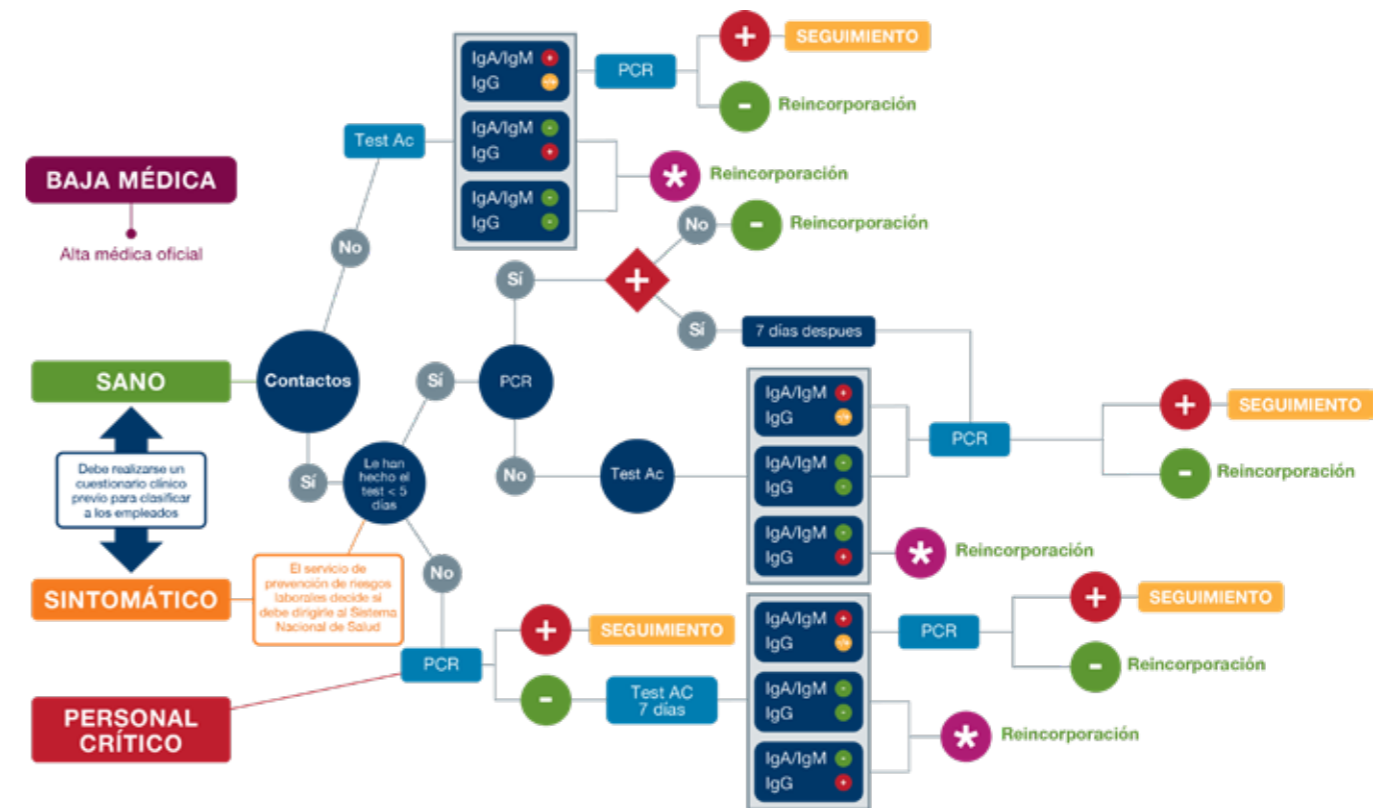 BAJA MÉDICA
Alta médica oficial
SANO
Debe realizarse un
cuestionario clínico
previo para clasificar
a los empleados
SINTOMÁTICO
El servicio de
prevención de riesgos
laborales decide si
debe dirigirle al Sistema
Nacional de Salud
PERSONAL
CRÍTICO
Contactos
No
Test Ac
IgA/IgM +
IgG -/+
IgA/IgM -
IgG +
IgA/IgM -
IgG -
PCR
+
SEGUIMIENTO
-
Reincorporación
*
Reincorporación
Sí
Le han
hecho el
test < 5
días
Sí
PCR
Sí
+
No
-
Reincorporación
Sí
7 días despues
No
Test Ac
IgA/IgM +
IgG -/+
IgA/IgM -
IgG -
IgA/IgM -
IgG +
PCR
+
SEGUIMIENTO
-
Reincorporación
*
Reincorporación
No
PCR
+
SEGUIMIENTO
-
Test AC
7 días
IgA/IgM +
IgG -/+
IgA/IgM -
IgG -
IgA/IgM -
IgG +
PCR
+
SEGUIMIENTO
-
Reincorporación
*
Reincorporación